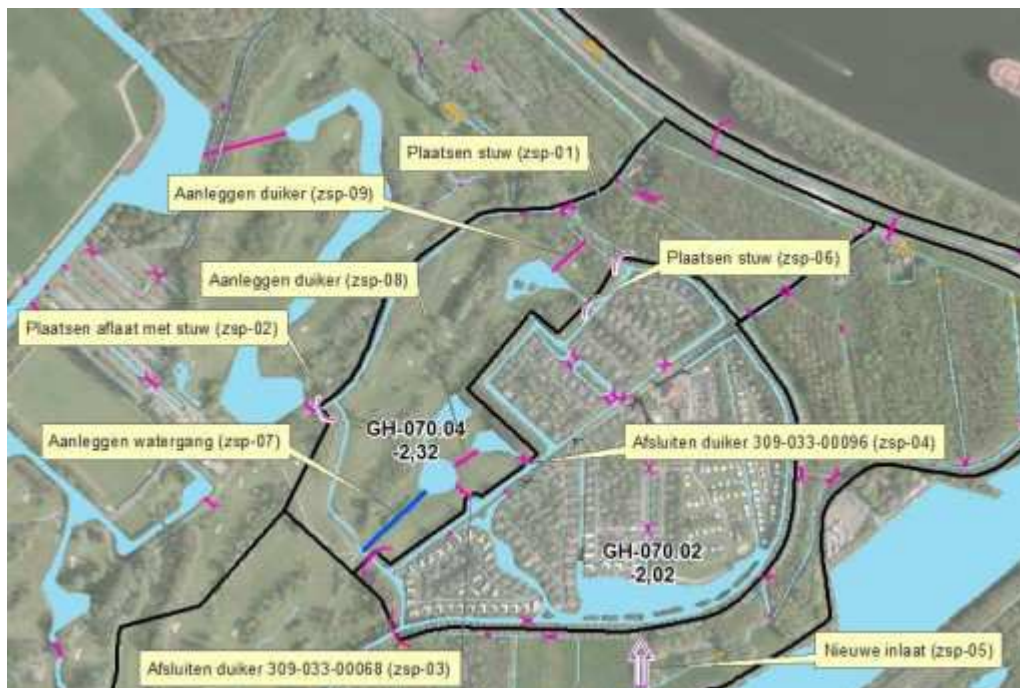 Plaatsen stuw (zsp-01)
Aanleggen duiker (zsp-09)
Plaatsen stuw (zsp-06)
Aanleggen duiker (zsp-08)
Plaatsen aflaat met stuw (zsp-02)
GH-070.04
-2,32
Aanleggen watergang (zsp-07)
Afsluiten duiker 309-033-00096 (zsp-04)
GH-070.02
-2,02
Nieuwe inlaat (zsp-05)
Afsluiten duiker 309-033-00068 (zsp-03)